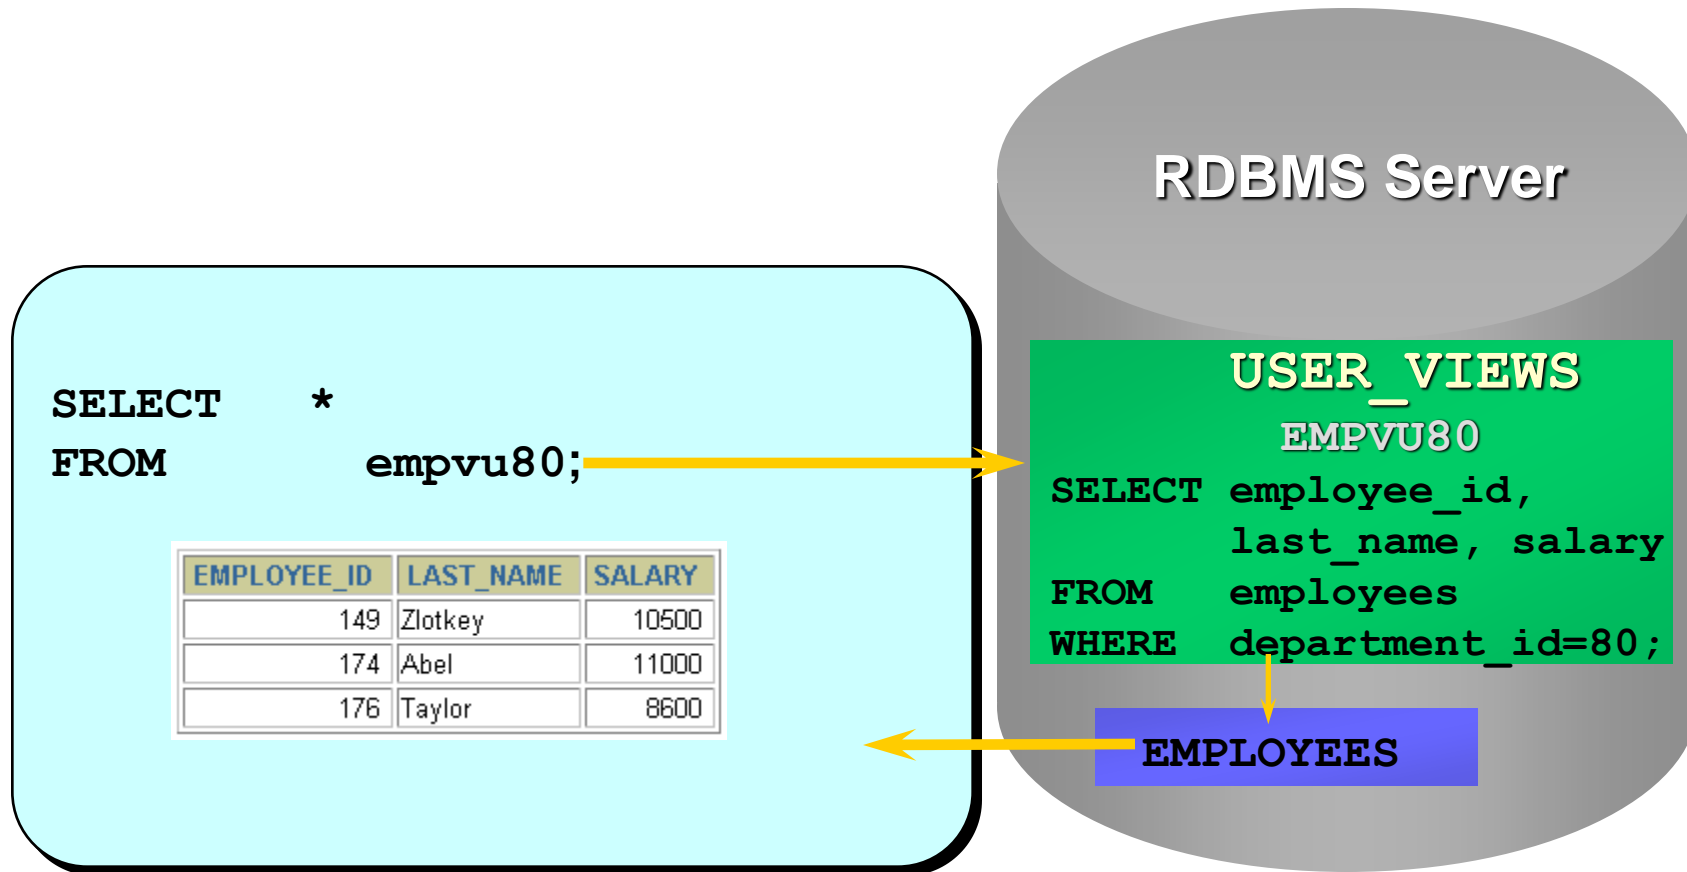 RDBMS Server
SELECT *
FROM empvu80;
EMPLOYEE_ID LAST_NAME SALARY
149 Zlotkey 10500
174 Abel 11000
176 Taylor 8600
USER_VIEWS
EMPVU80
SELECT employee_id,
last_name, salary
FROM employees
WHERE department_id=80;
EMPLOYEES